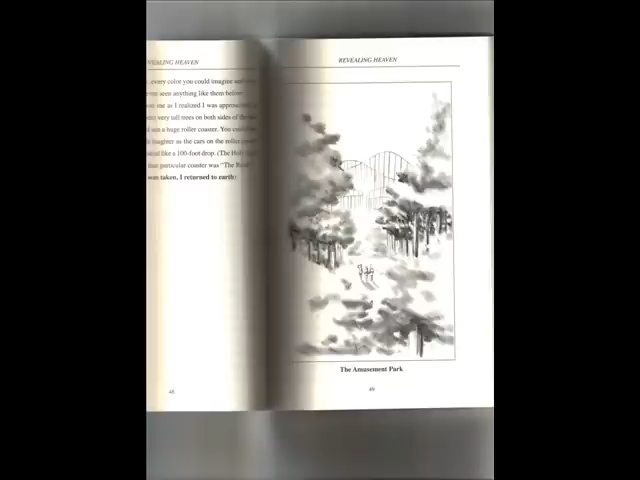 REVEALING HEAVEN
, every color you could imagine and
seen anything like them before
me as I realized I was approach
very tall trees on both sides of the
a huge roller coaster. You could
laughter as the cars on the roller
like a 100-foot drop. (The Holy
that particular coaster was "The
was taken, I returned to earth:
48
REVEALING HEAVEN
The Amusement Park
49